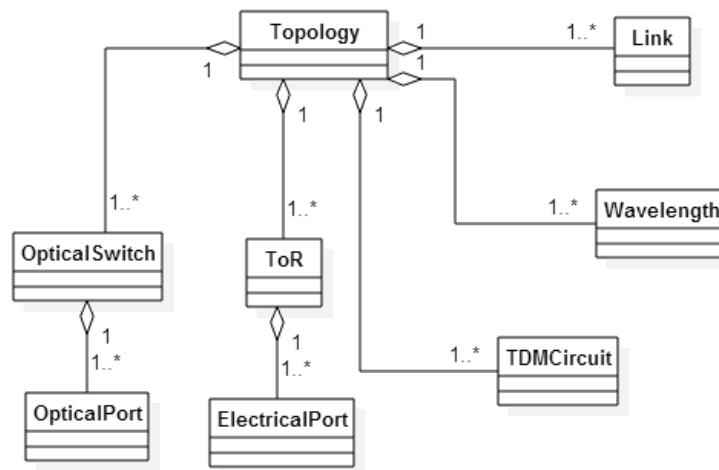 Topology
1
1..*
Link
1
1
1
1
1..*
1..*
1..*
Wavelength
OpticalSwitch
ToR
1
1
1..*
1..*
1..*
TDMCircuit
OpticalPort
ElectricalPort